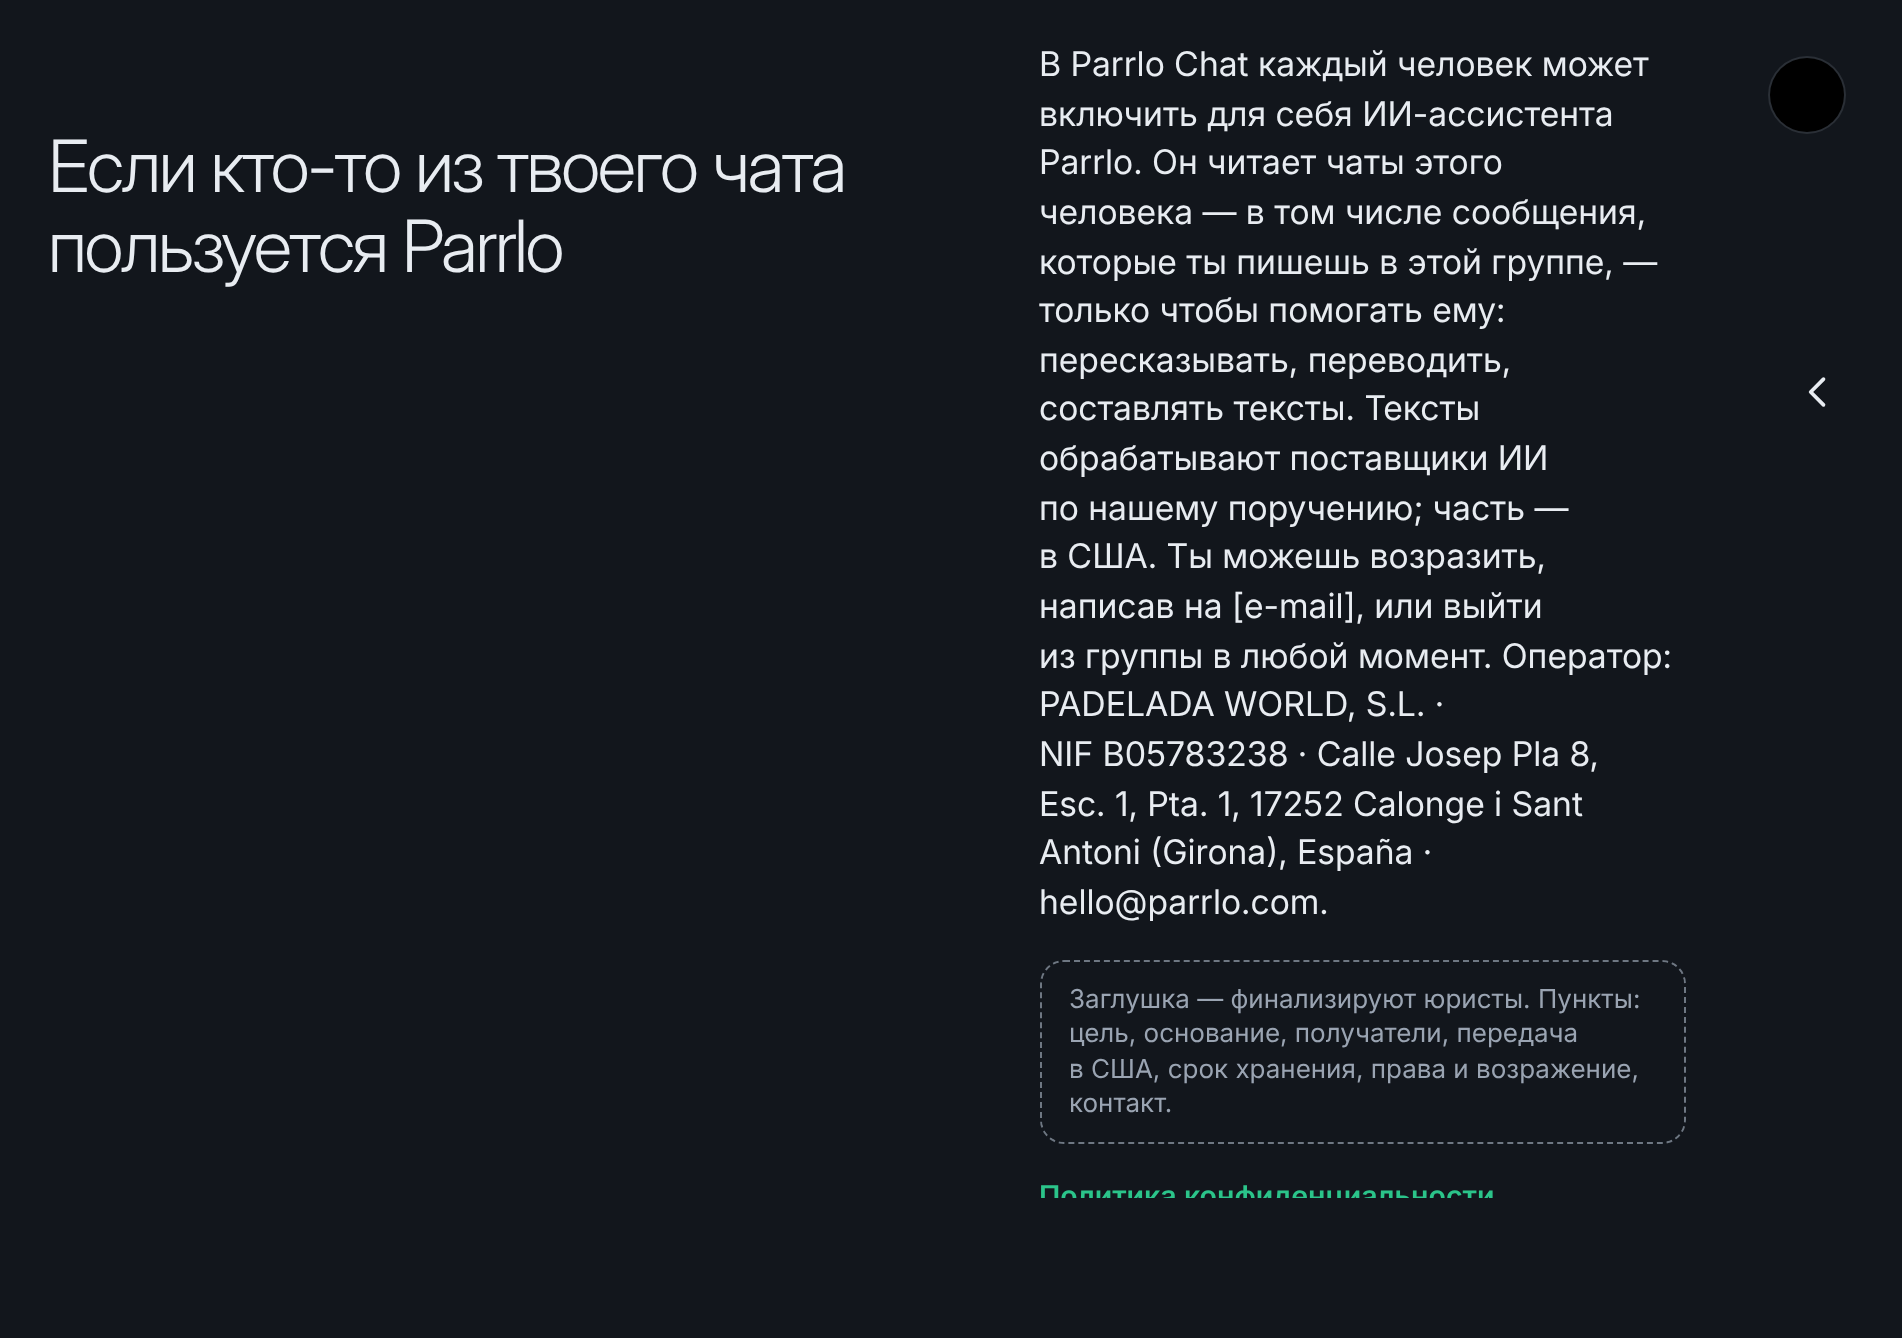 Если кто-то из твоего чата
пользуется Parrlo
В Parrlo Chat каждый человек может
включить для себя ИИ-ассистента
Parrlo. Он читает чаты этого
человека — в том числе сообщения,
которые ты пишешь в этой группе, —
только чтобы помогать ему:
пересказывать, переводить,
составлять тексты. Тексты
обрабатывают поставщики ИИ
по нашему поручению; часть —
в США. Ты можешь возразить,
написав на [e-mail], или выйти
из группы в любой момент. Оператор:
PADELADA WORLD, S.L. ·
NIF B05783238 · Calle Josep Pla 8,
Esc. 1, Pta. 1, 17252 Calonge i Sant
Antoni (Girona), España ·
hello@parrlo.com.
Заглушка — финализируют юристы. Пункты:
цель, основание, получатели, передача
в США, срок хранения, права и возражение,
контакт.
Политика конфиденциальности